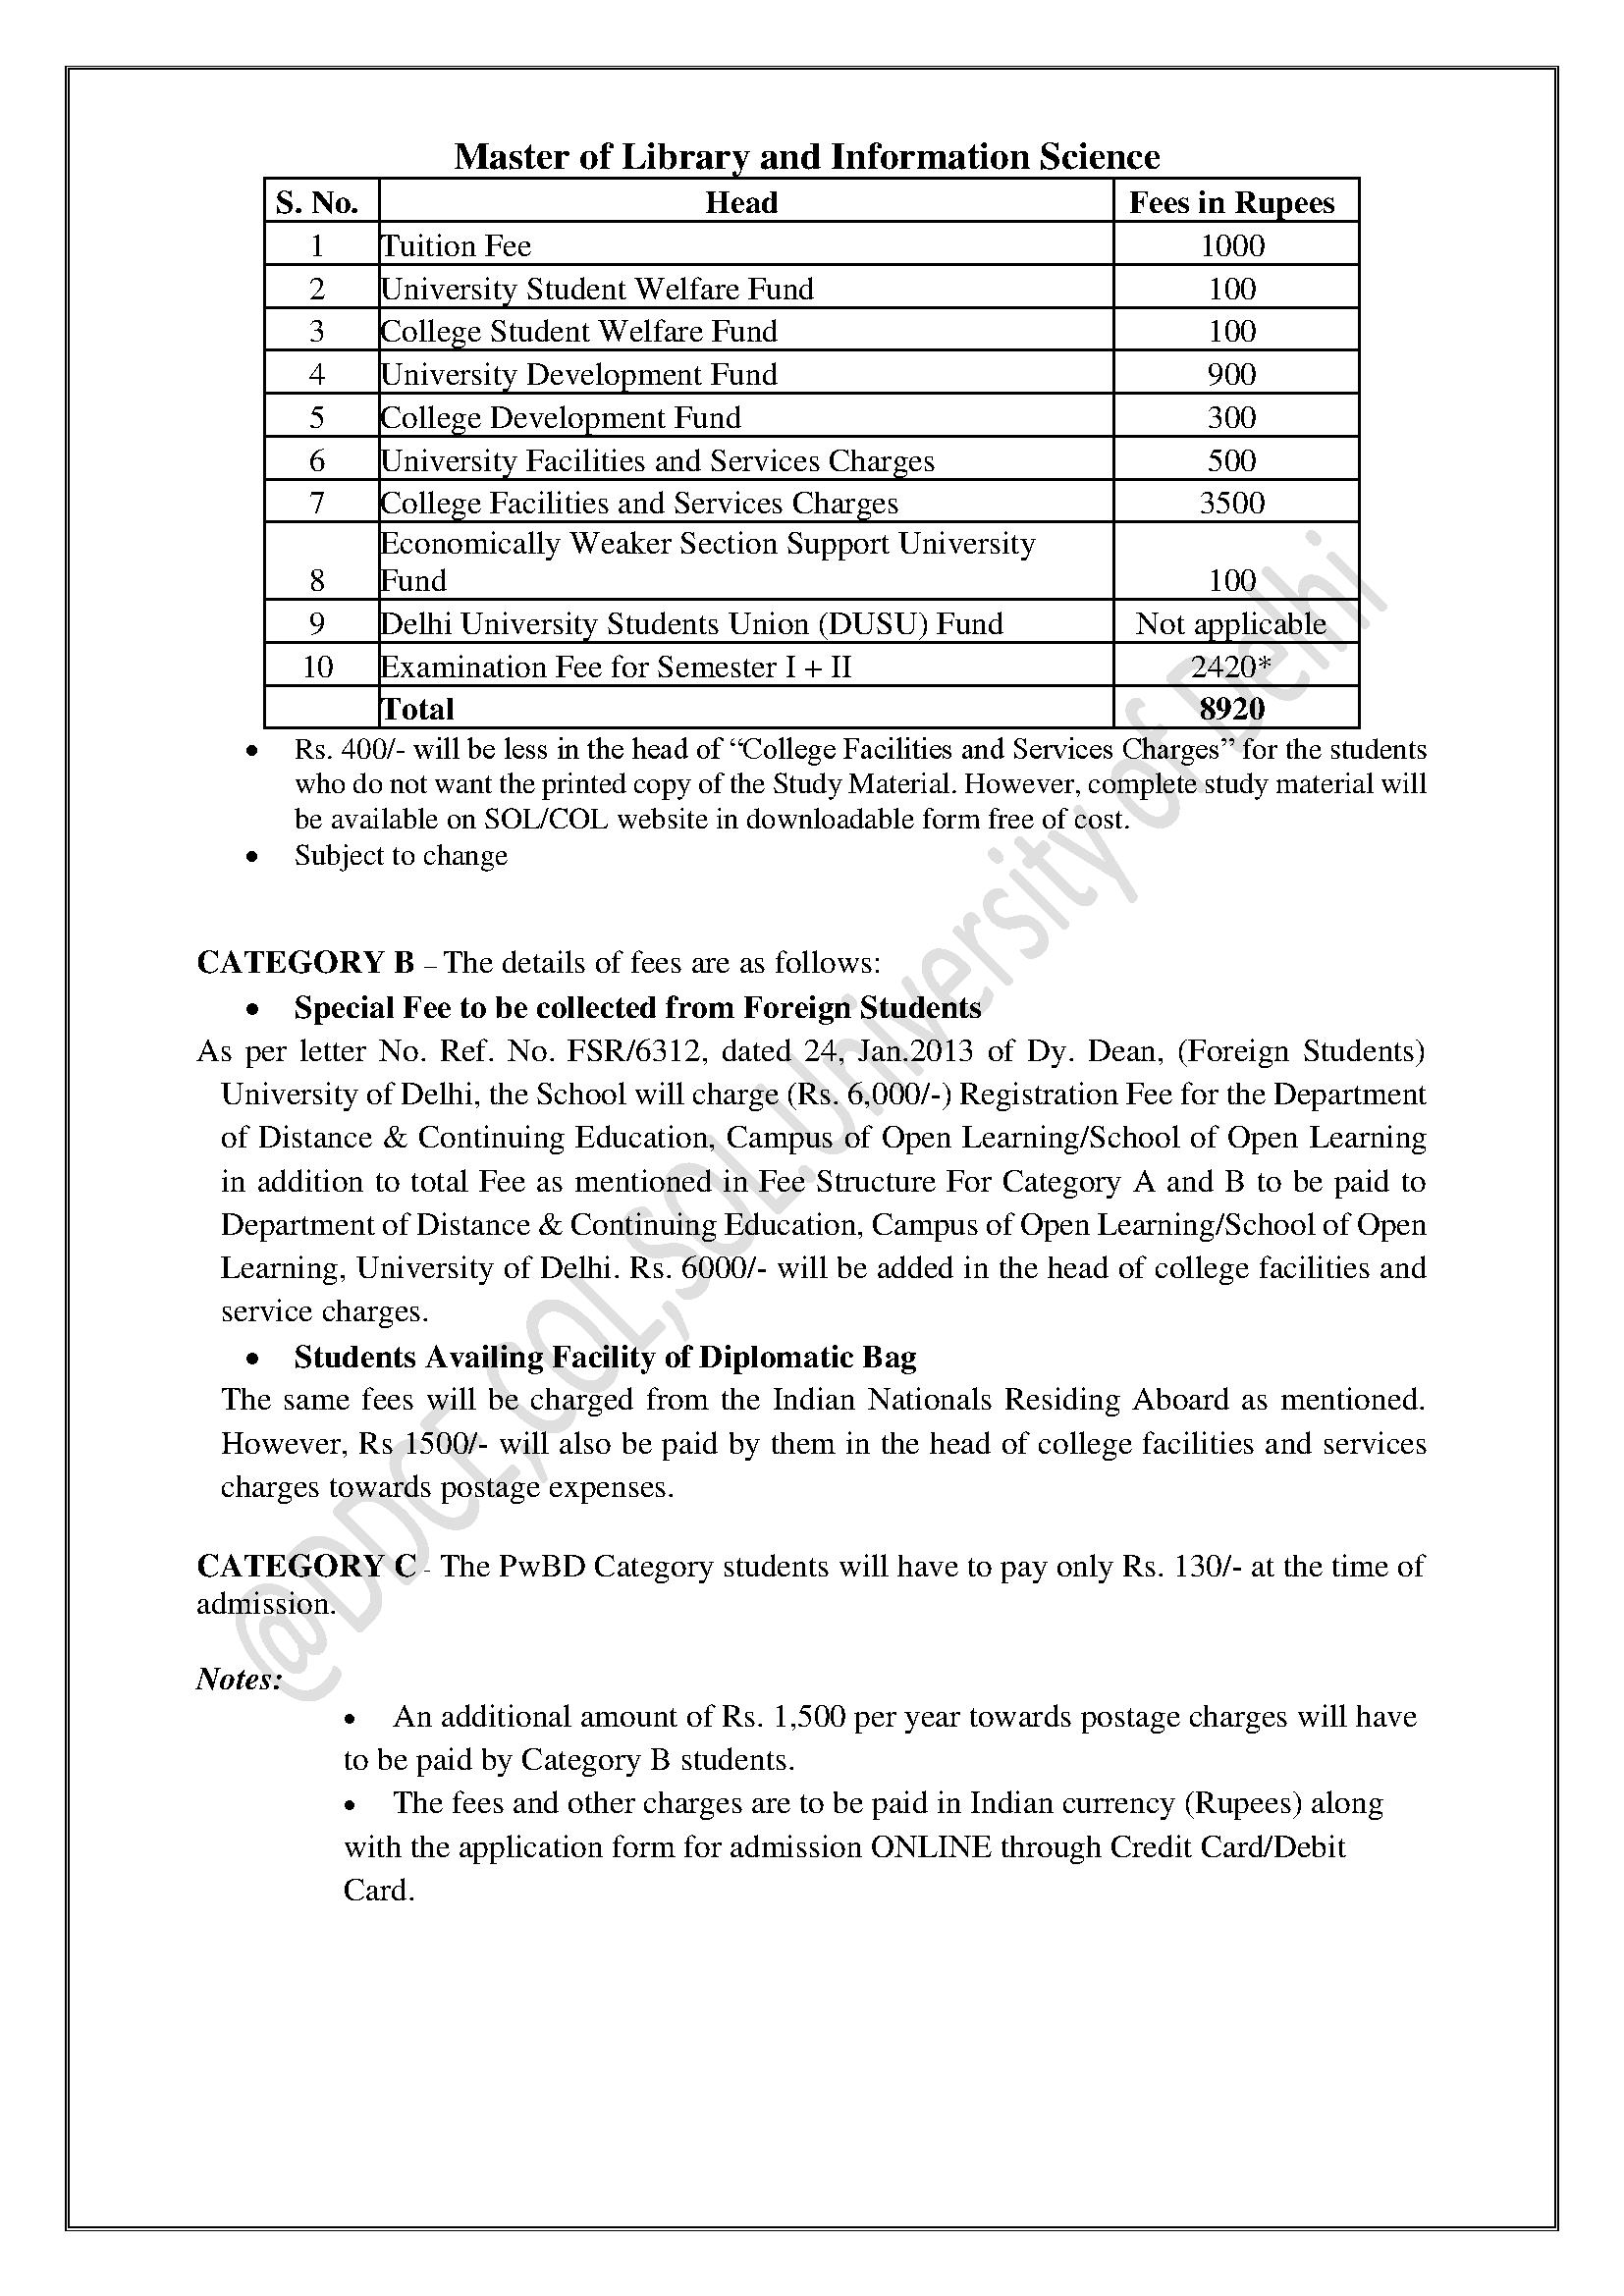 Master of Library and Information Science
S. No. Head Fees in Rupees
1 Tuition Fee 1000
2 University Student Welfare Fund 100
3 College Student Welfare Fund 100
4 University Development Fund 900
5 College Development Fund 300
6 University Facilities and Services Charges 500
7 College Facilities and Services Charges 3500
Economically Weaker Section Support University
8 Fund 100
9 Delhi University Students Union (DUSU) Fund Not applicable
10 Examination Fee for Semester I + II 2420*
Total 8920
• Rs. 400/- will be less in the head of “College Facilities and Services Charges” for the students
who do not want the printed copy of the Study Material. However, complete study material will
be available on SOL/COL website in downloadable form free of cost.
• Subject to change
CATEGORY B – The details of fees are as follows:
• Special Fee to be collected from Foreign Students
As per letter No. Ref. No. FSR/6312, dated 24, Jan.2013 of Dy. Dean, (Foreign Students)
University of Delhi, the School will charge (Rs. 6,000/-) Registration Fee for the Department
of Distance & Continuing Education, Campus of Open Learning/School of Open Learning
in addition to total Fee as mentioned in Fee Structure For Category A and B to be paid to
Department of Distance & Continuing Education, Campus of Open Learning/School of Open
Learning, University of Delhi. Rs. 6000/- will be added in the head of college facilities and
service charges.
• Students Availing Facility of Diplomatic Bag
The same fees will be charged from the Indian Nationals Residing Aboard as mentioned.
However, Rs 1500/- will also be paid by them in the head of college facilities and services
charges towards postage expenses.
CATEGORY C - The PwBD Category students will have to pay only Rs. 130/- at the time of
admission.
Notes:
• An additional amount of Rs. 1,500 per year towards postage charges will have
to be paid by Category B students.
• The fees and other charges are to be paid in Indian currency (Rupees) along
with the application form for admission ONLINE through Credit Card/Debit
Card.
@DDCE,COL,SOL.University of Delhi